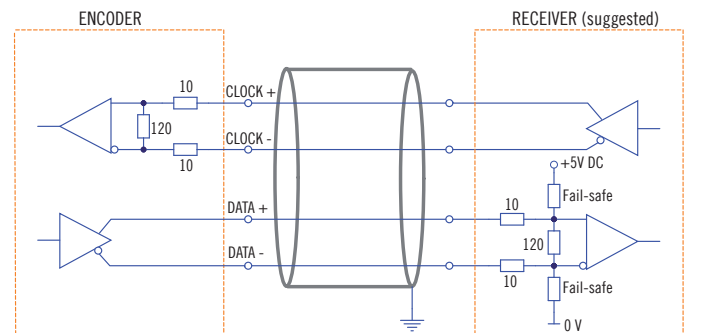 ENCODER
RECEIVER (suggested)
10
CLOCK +
120
CLOCK -
10
+5V DC
Fail-safe
DATA +
10
120
DATA -
10
Fail-safe
0 V